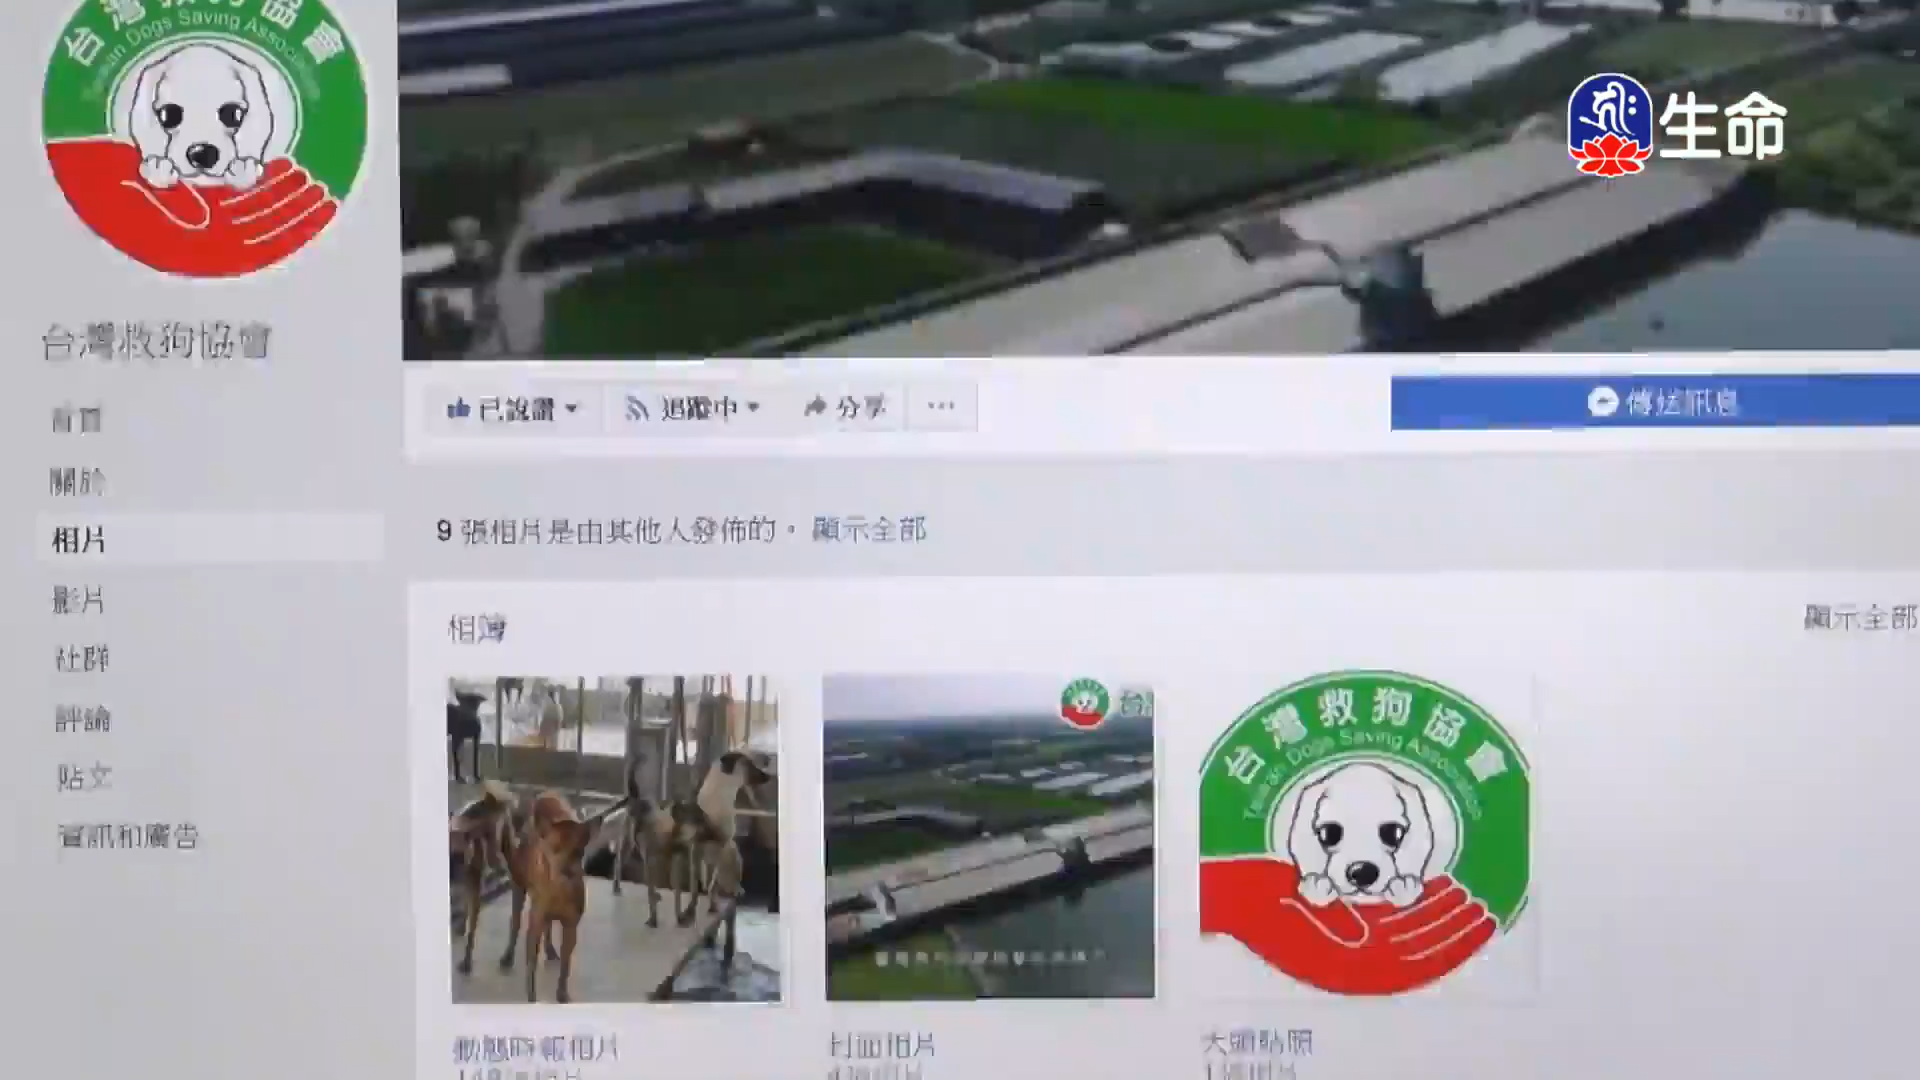 台灣救狗協會
Taiwan Dogs Saving Association
生命
台灣救狗協會
首頁
關於
相片
影片
社群
評論
貼文
資訊和廣告
已說讚
追蹤中
分享
傳送訊息
9 張相片是由其他人發佈的。 顯示全部
相簿
顯示全部
台灣救狗協會
Taiwan Dogs Saving Association
動態時報相片
封面相片
大頭貼照